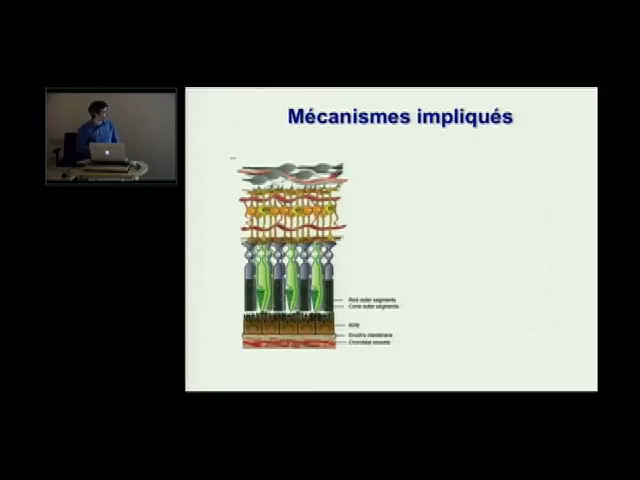 Mécanismes impliqués
Rod outer segments
Cone outer segments
RPE
Bruch's membrane
Choroidal vessels